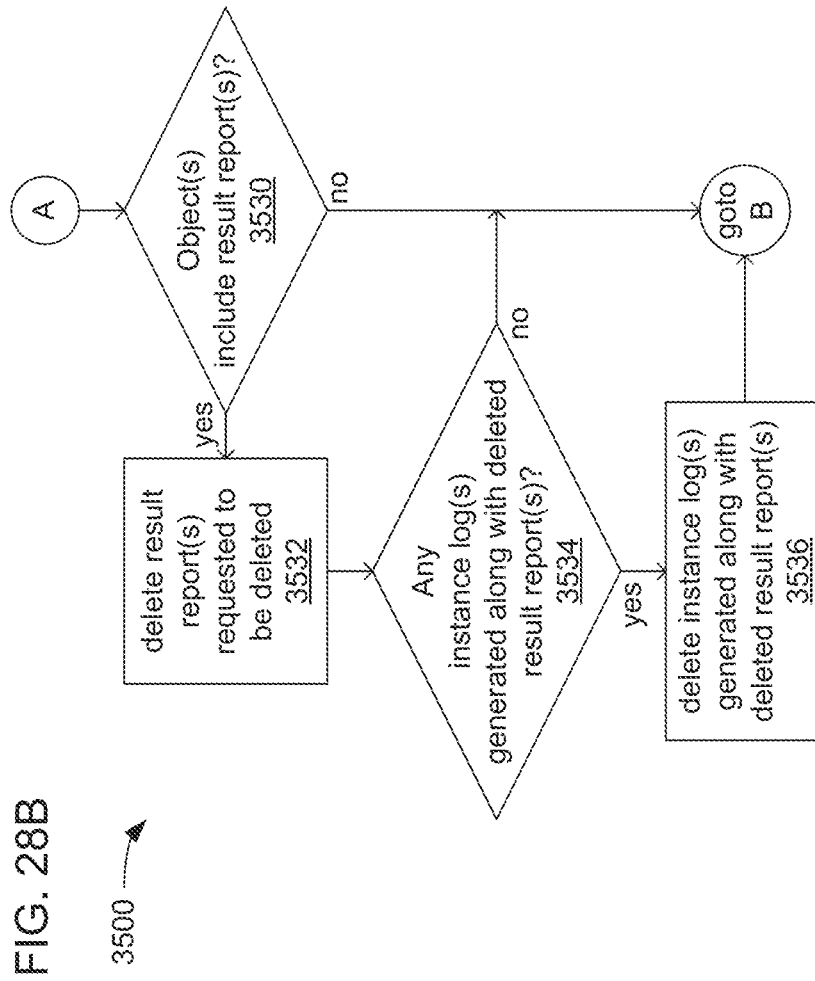 FIG. 28B
3500
A
Object(s)
include result report(s)?
3530
yes
no
delete result
report(s)
requested to
be deleted
3532
Any
instance log(s)
generated along with deleted
result report(s)?
3534
no
yes
delete instance log(s)
generated along with
deleted result report(s)
3536
goto
B